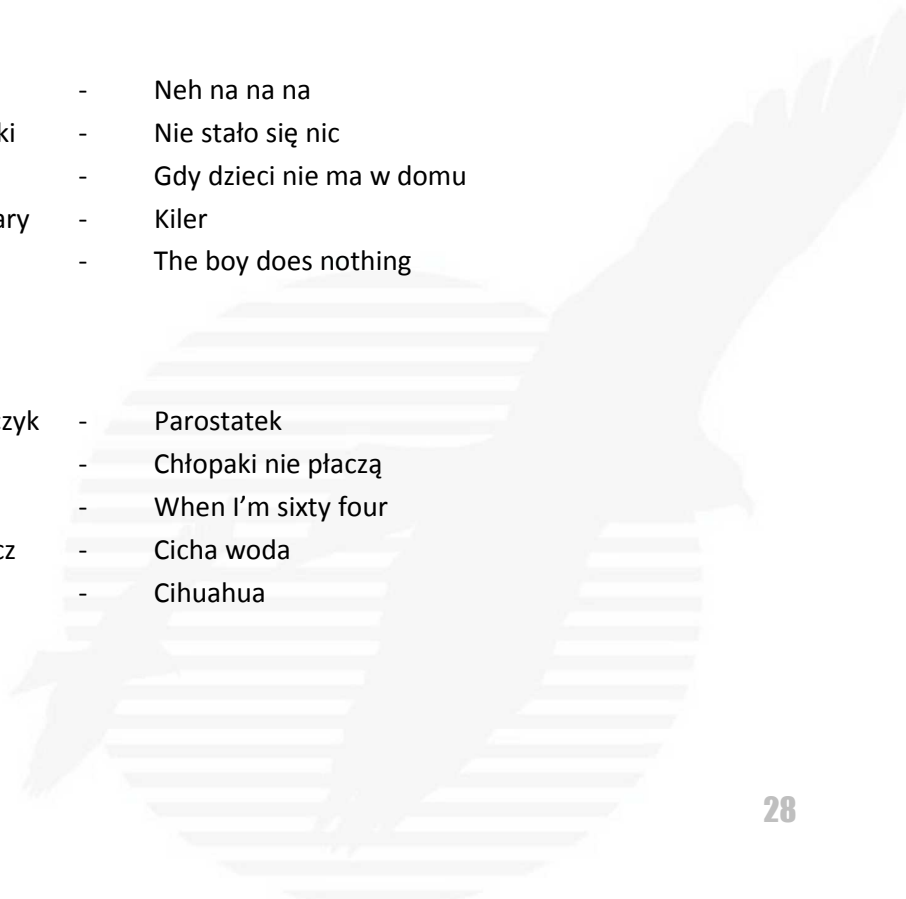 - Neh na na na
ki - Nie stało się nic
- Gdy dzieci nie ma w domu
ary - Kiler
- The boy does nothing
czyk - Parostatek
- Chłopaki nie płaczą
- When I'm sixty four
cz - Cicha woda
- Cihuahua
28